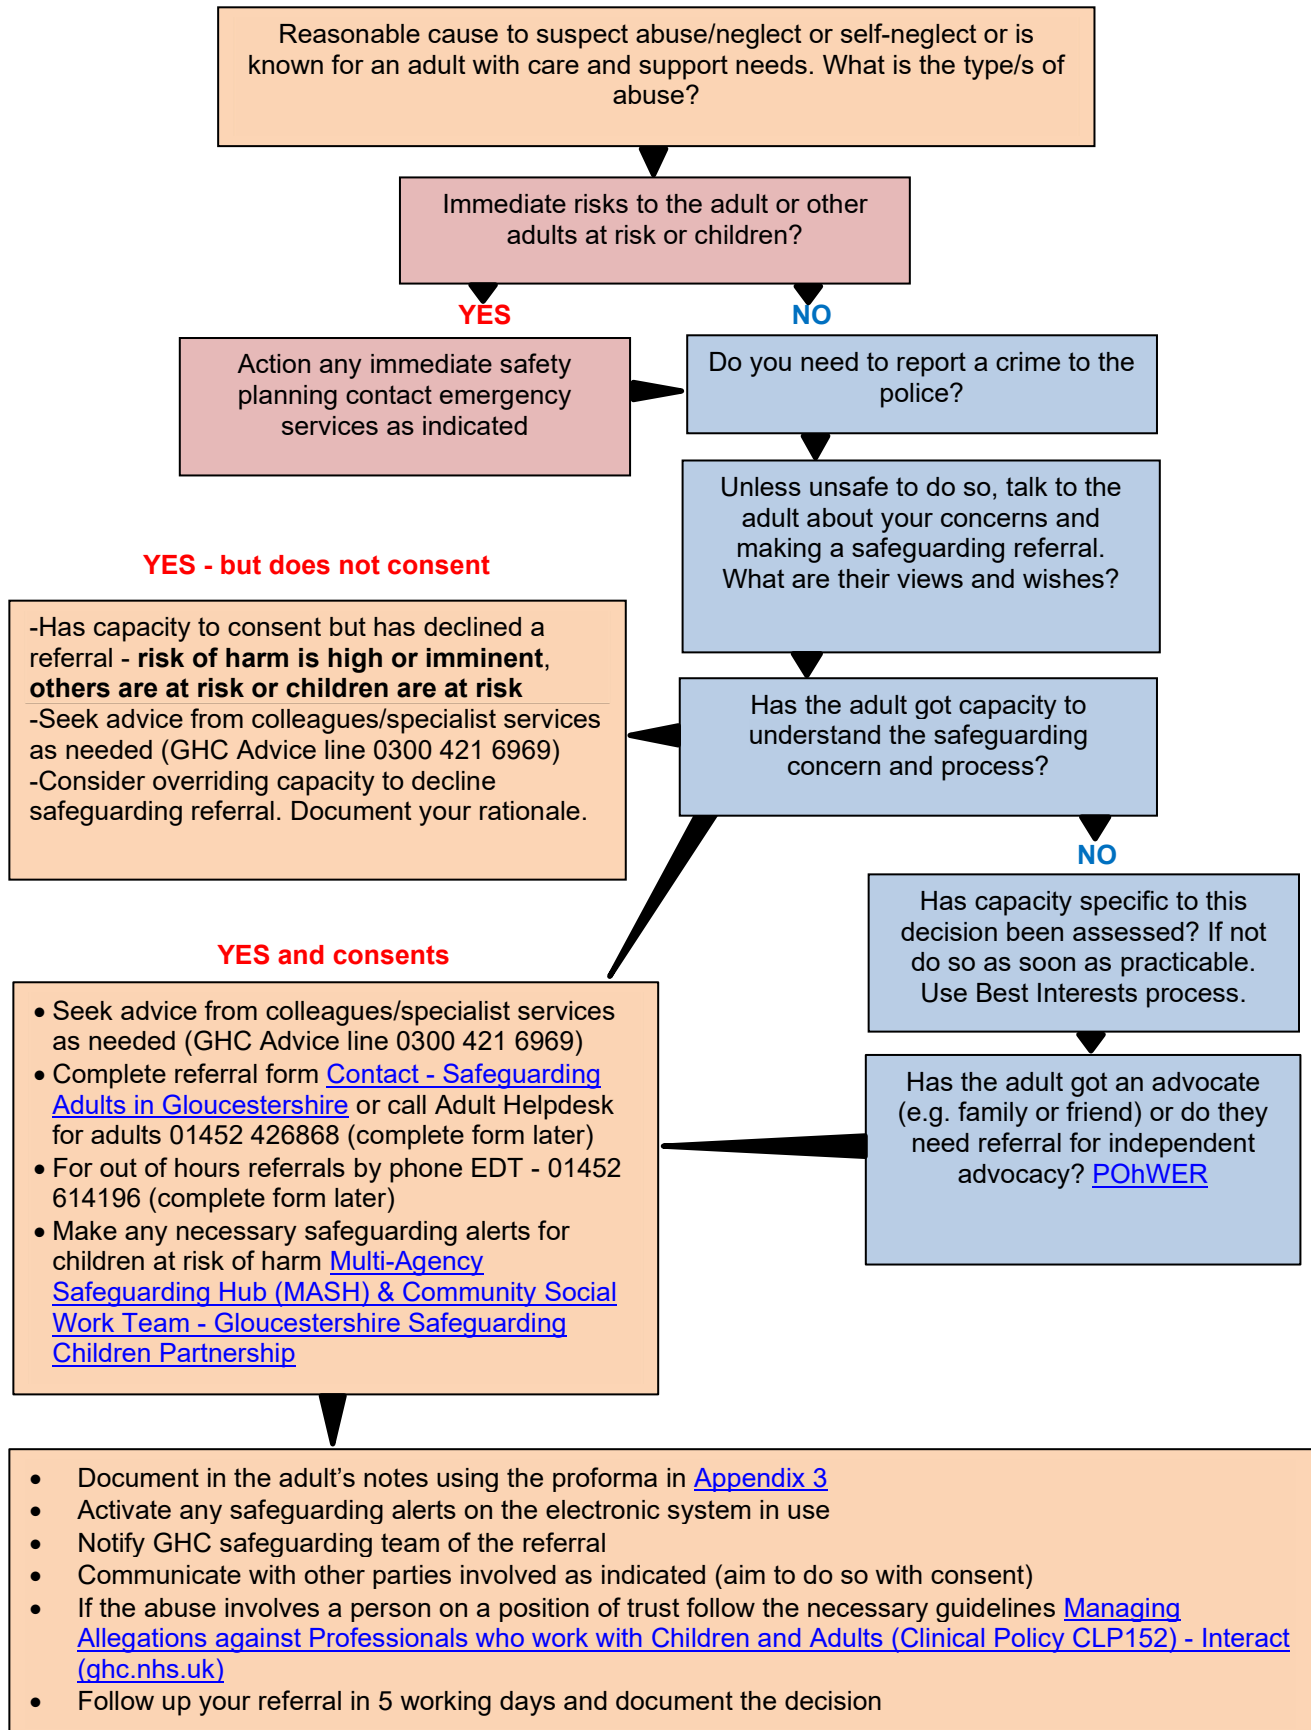 Reasonable cause to suspect abuse/neglect or self-neglect or is
known for an adult with care and support needs. What is the type/s of
abuse?
Immediate risks to the adult or other
adults at risk or children?
YES
NO
Action any immediate safety
planning contact emergency
services as indicated
Do you need to report a crime to the
police?
Unless unsafe to do so, talk to the
adult about your concerns and
making a safeguarding referral.
What are their views and wishes?
YES - but does not consent
-Has capacity to consent but has declined a
referral - risk of harm is high or imminent,
others are at risk or children are at risk
-Seek advice from colleagues/specialist services
as needed (GHC Advice line 0300 421 6969)
-Consider overriding capacity to decline
safeguarding referral. Document your rationale.
Has the adult got capacity to
understand the safeguarding
concern and process?
NO
Has capacity specific to this
decision been assessed? If not
do so as soon as practicable.
Use Best Interests process.
YES and consents
• Seek advice from colleagues/specialist services
as needed (GHC Advice line 0300 421 6969)
• Complete referral form Contact - Safeguarding
Adults in Gloucestershire or call Adult Helpdesk
for adults 01452 426868 (complete form later)
• For out of hours referrals by phone EDT - 01452
614196 (complete form later)
• Make any necessary safeguarding alerts for
children at risk of harm Multi-Agency
Safeguarding Hub (MASH) & Community Social
Work Team - Gloucestershire Safeguarding
Children Partnership
Has the adult got an advocate
(e.g. family or friend) or do they
need referral for independent
advocacy? POhWER
• Document in the adult's notes using the proforma in Appendix 3
• Activate any safeguarding alerts on the electronic system in use
• Notify GHC safeguarding team of the referral
• Communicate with other parties involved as indicated (aim to do so with consent)
• If the abuse involves a person on a position of trust follow the necessary guidelines Managing
Allegations against Professionals who work with Children and Adults (Clinical Policy CLP152) - Interact
(ghc.nhs.uk)
• Follow up your referral in 5 working days and document the decision